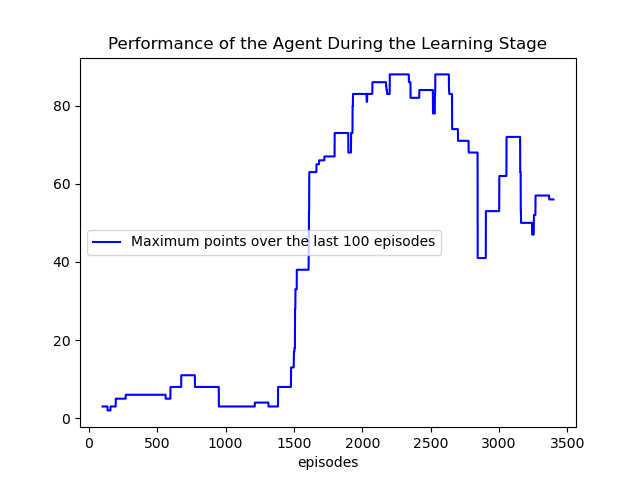 Performance of the Agent During the Learning Stage
80
60
Maximum points over the last 100 episodes
40
20
0
0 500 1000 1500 2000 2500 3000 3500
episodes